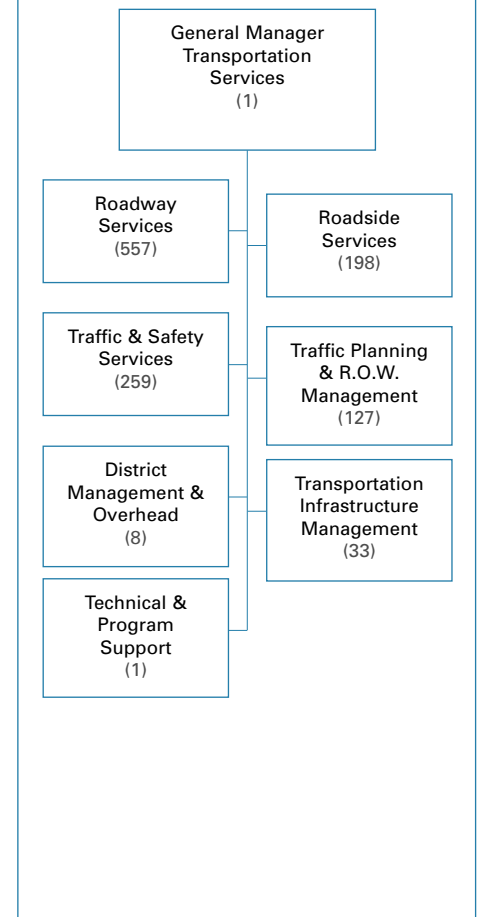 General Manager
Transportation
Services
(1)
Roadway
Services
(557)
Roadside
Services
(198)
Traffic & Safety
Services
(259)
Traffic Planning
& R.O.W.
Management
(127)
District
Management &
Overhead
(8)
Transportation
Infrastructure
Management
(33)
Technical &
Program
Support
(1)